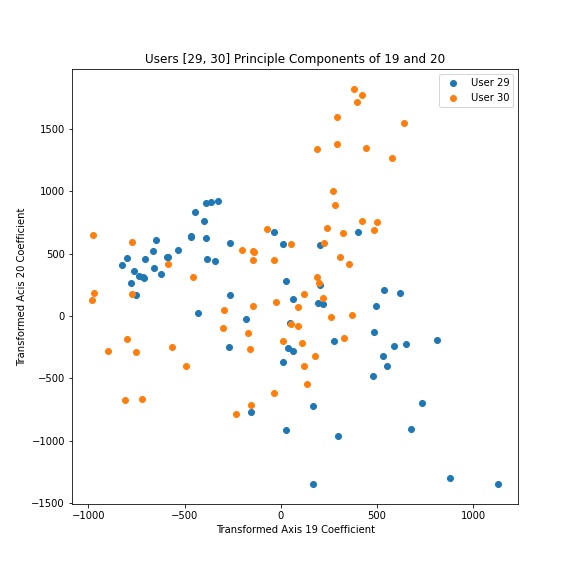 Users [29, 30] Principle Components of 19 and 20
User 29
User 30
1500
1000
500
0
−500
−1000
−1500
Transformed Acis 20 Coefficient
−1000
−500
0
500
1000
Transformed Axis 19 Coefficient